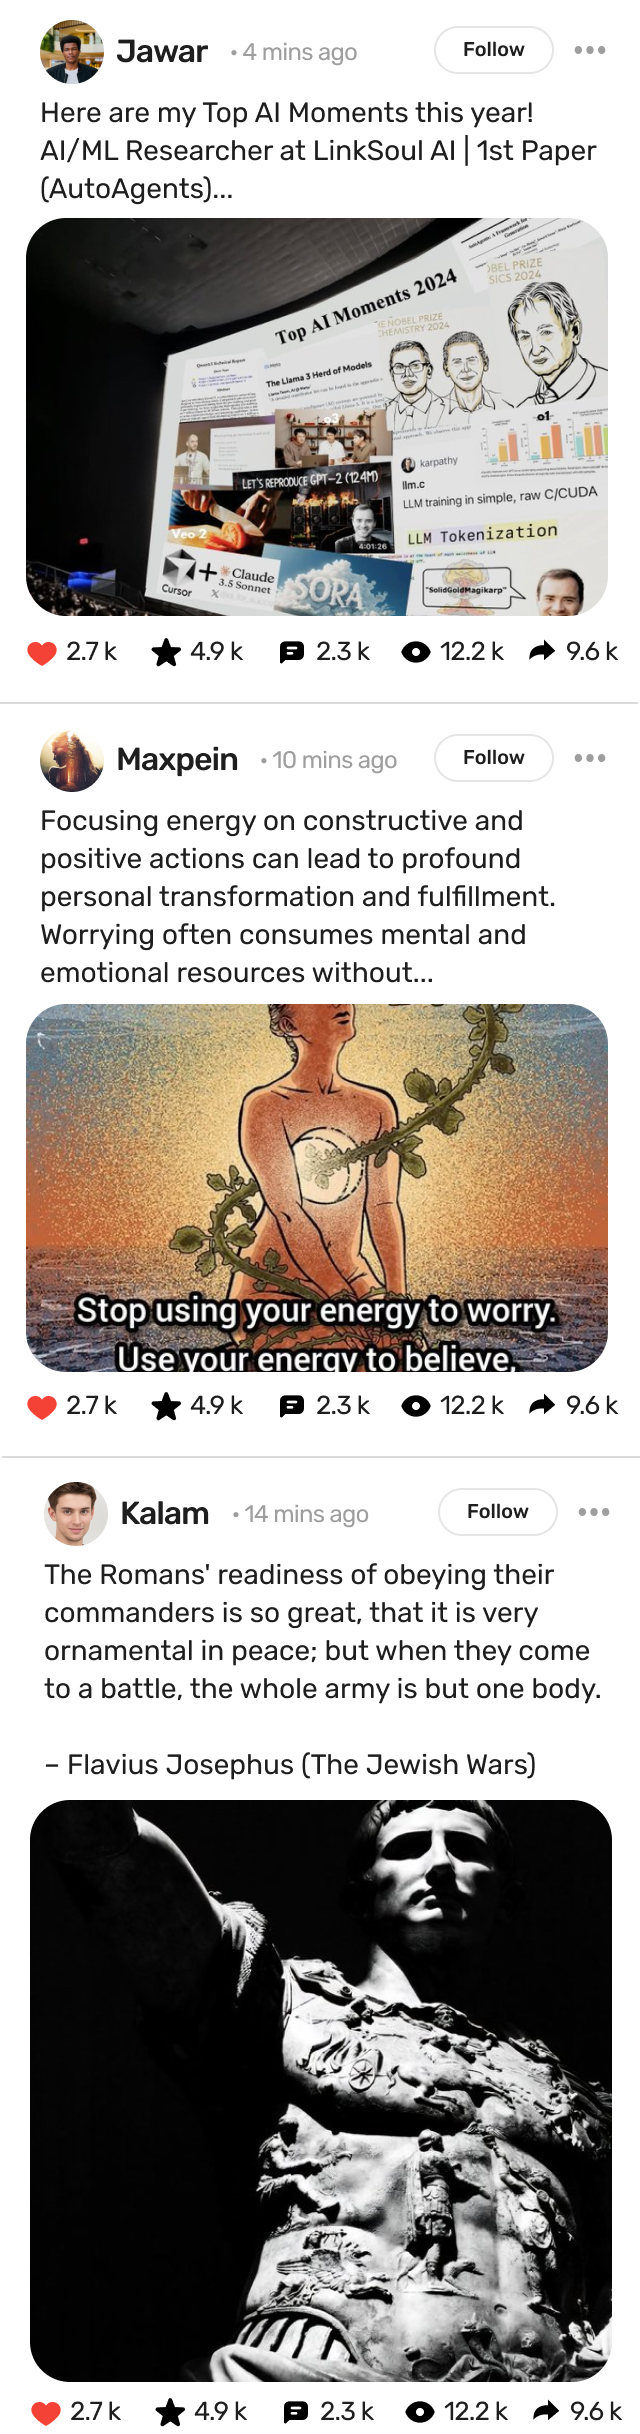 Jawar • 4 mins ago Follow
Here are my Top AI Moments this year!
AI/ML Researcher at LinkSoul AI | 1st Paper
(AutoAgents)...
Top AI Moments 2024
NOBEL PRIZE
CHEMISTRY 2024
The Llama 3 Herd of Models
o1
karpathy
llm.c
LLM training in simple, raw C/CUDA
LET'S REPRODUCE GPT-2 (124M)
4:01:26
Veo 2
LLM Tokenization
Cursor
+
Claude
3.5 Sonnet
SORA
"SolidGoldMagikarp"
2.7 k 4.9 k 2.3 k 12.2 k 9.6 k
Maxpein • 10 mins ago Follow
Focusing energy on constructive and
positive actions can lead to profound
personal transformation and fulfillment.
Worrying often consumes mental and
emotional resources without...
Stop using your energy to worry.
Use your energy to believe.
2.7 k 4.9 k 2.3 k 12.2 k 9.6 k
Kalam • 14 mins ago Follow
The Romans' readiness of obeying their
commanders is so great, that it is very
ornamental in peace; but when they come
to a battle, the whole army is but one body.
– Flavius Josephus (The Jewish Wars)
2.7 k 4.9 k 2.3 k 12.2 k 9.6 k